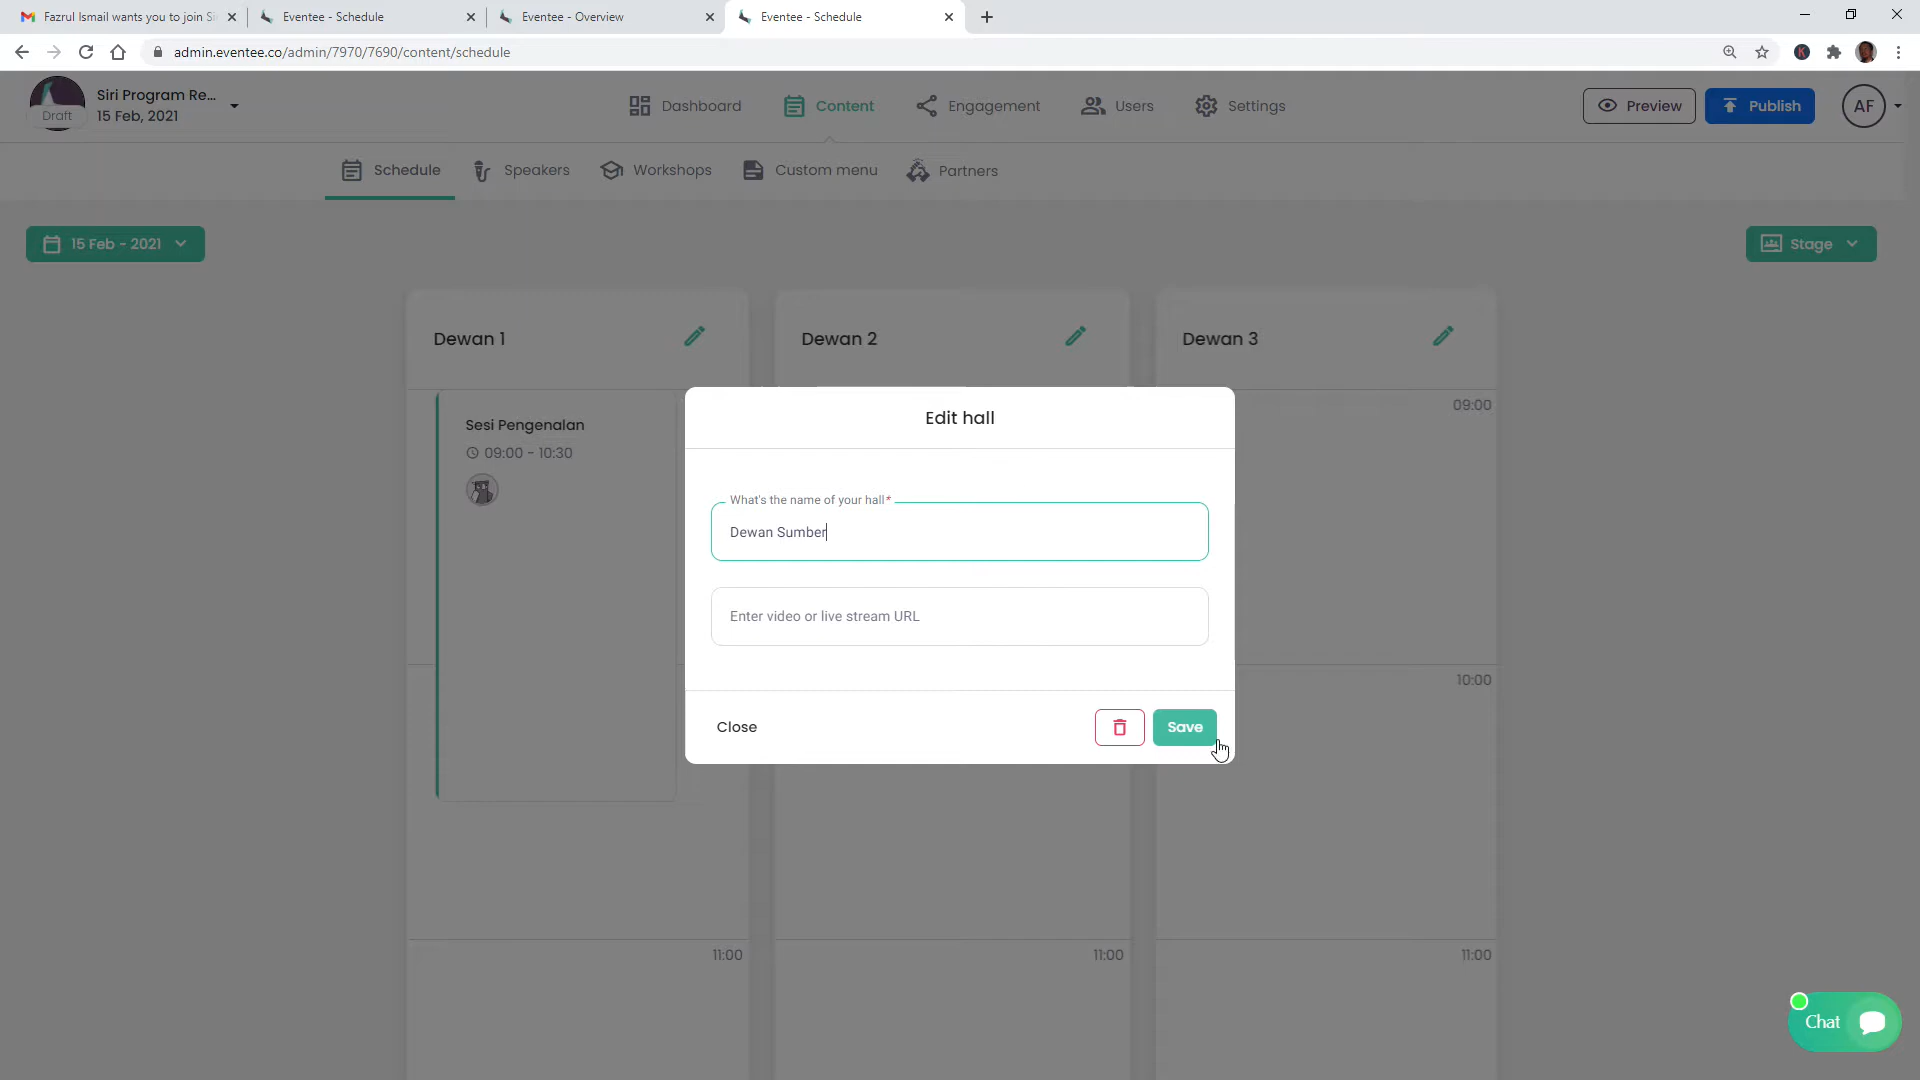 Fazrul Ismail wants you to join Si
Eventee - Schedule
Eventee - Overview
Eventee - Schedule
admin.eventee.co/admin/7970/7690/content/schedule
K
Draft
Siri Program Re...
15 Feb, 2021
Dashboard
Content
Engagement
Users
Settings
Preview
Publish
AF
Schedule
Speakers
Workshops
Custom menu
Partners
15 Feb - 2021
Stage
Dewan 1
Dewan 2
Dewan 3
Sesi Pengenalan
09:00 - 10:30
09:00
10:00
11:00
11:00
11:00
Edit hall
What's the name of your hall*
Dewan Sumber
Enter video or live stream URL
Close
Save
Chat